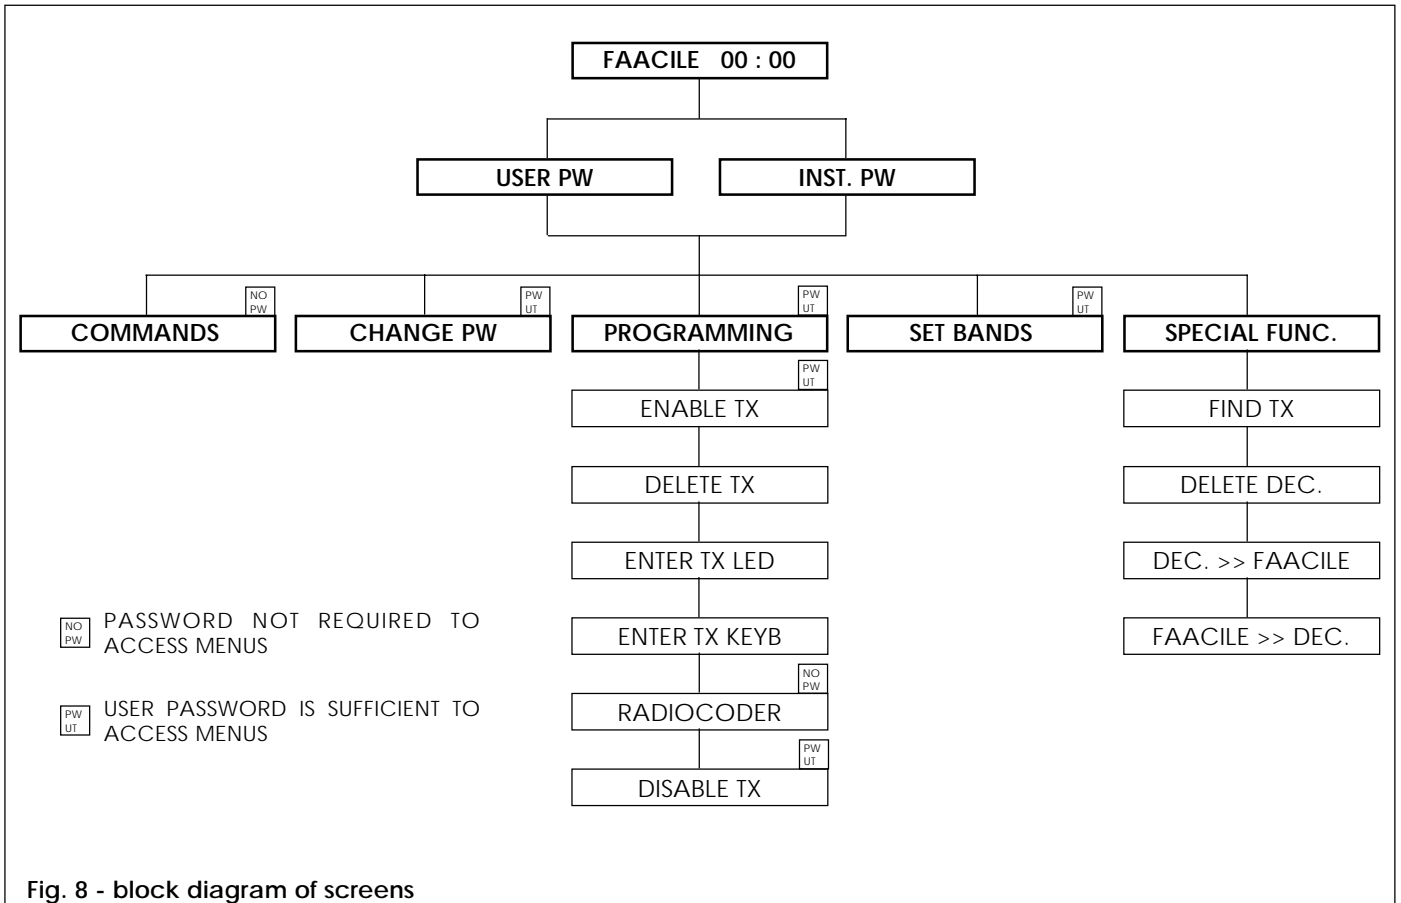 FAACILE 00 : 00
USER PW
INST. PW
NO
PW
COMMANDS
PW
UT
CHANGE PW
PW
UT
PROGRAMMING
PW
UT
SET BANDS
SPECIAL FUNC.
PW
UT
ENABLE TX
DELETE TX
ENTER TX LED
ENTER TX KEYB
NO
PW
RADIOCODER
PW
UT
DISABLE TX
FIND TX
DELETE DEC.
DEC. >> FAACILE
FAACILE >> DEC.
NO
PW
PASSWORD NOT REQUIRED TO
ACCESS MENUS
PW
UT
USER PASSWORD IS SUFFICIENT TO
ACCESS MENUS
Fig. 8 - block diagram of screens